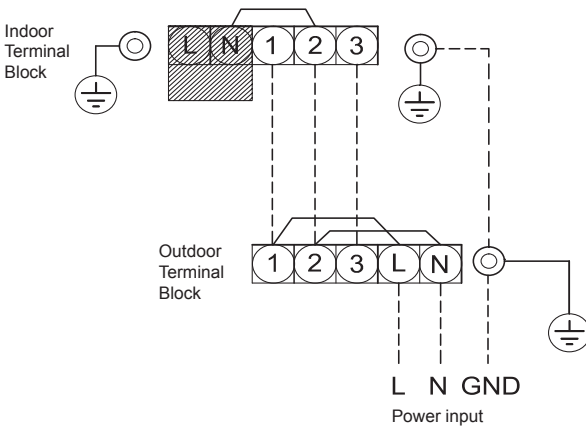 Indoor
Terminal
Block
L N 1 2 3
Outdoor
Terminal
Block
1 2 3 L N
L N GND
Power input